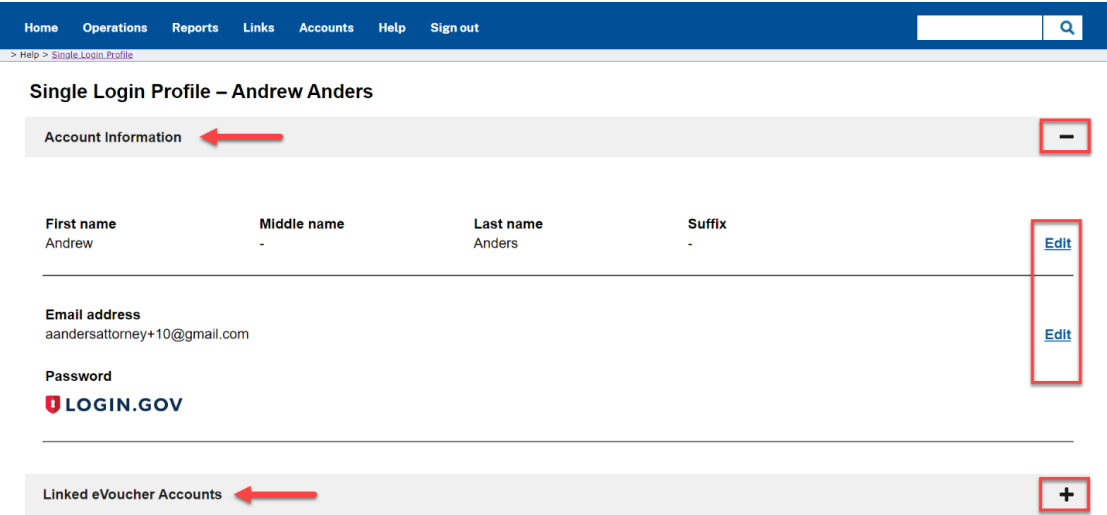 Home Operations Reports Links Accounts Help Sign out
> Help > Single Login Profile
Single Login Profile – Andrew Anders
Account Information
First name Middle name Last name Suffix
Andrew - Anders - Edit
Email address
aandersattorney+10@gmail.com Edit
Password
LOGIN.GOV
Linked eVoucher Accounts